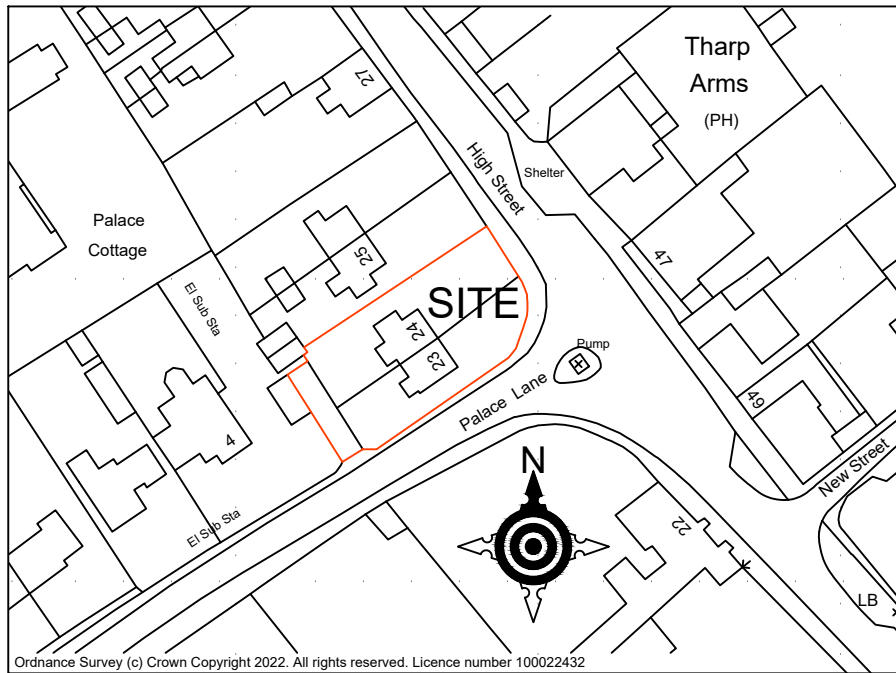 Tharp
Arms
(PH)
27
High Street
Shelter
Palace
Cottage
25
47
El Sub Sta
SITE
24
23
Pump
Palace Lane
49
4
New Street
N
El Sub Sta
22
LB
Ordnance Survey (c) Crown Copyright 2022. All rights reserved. Licence number 100022432